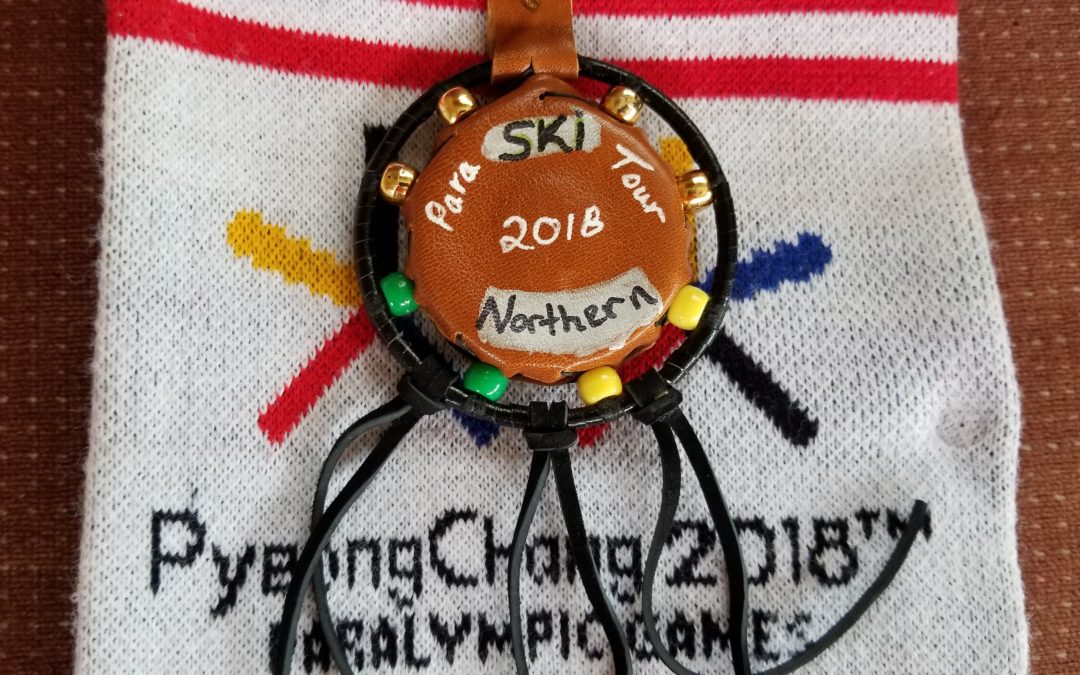 SKi
Para Tour
2018
Northern
PyeongChang 2018™
PARALYMPIC GAMES